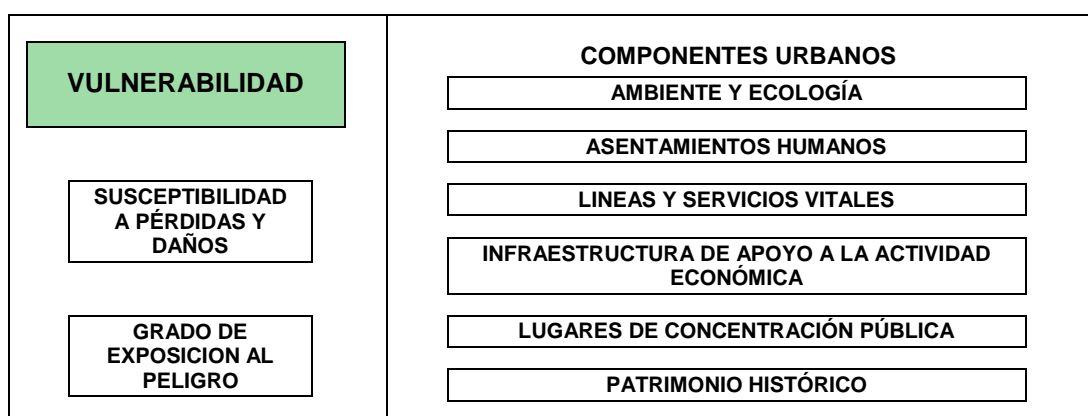 VULNERABILIDAD
SUSCEPTIBILIDAD
A PÉRDIDAS Y
DAÑOS
GRADO DE
EXPOSICION AL
PELIGRO
COMPONENTES URBANOS
AMBIENTE Y ECOLOGÍA
ASENTAMIENTOS HUMANOS
LINEAS Y SERVICIOS VITALES
INFRAESTRUCTURA DE APOYO A LA ACTIVIDAD
ECONÓMICA
LUGARES DE CONCENTRACIÓN PÚBLICA
PATRIMONIO HISTÓRICO